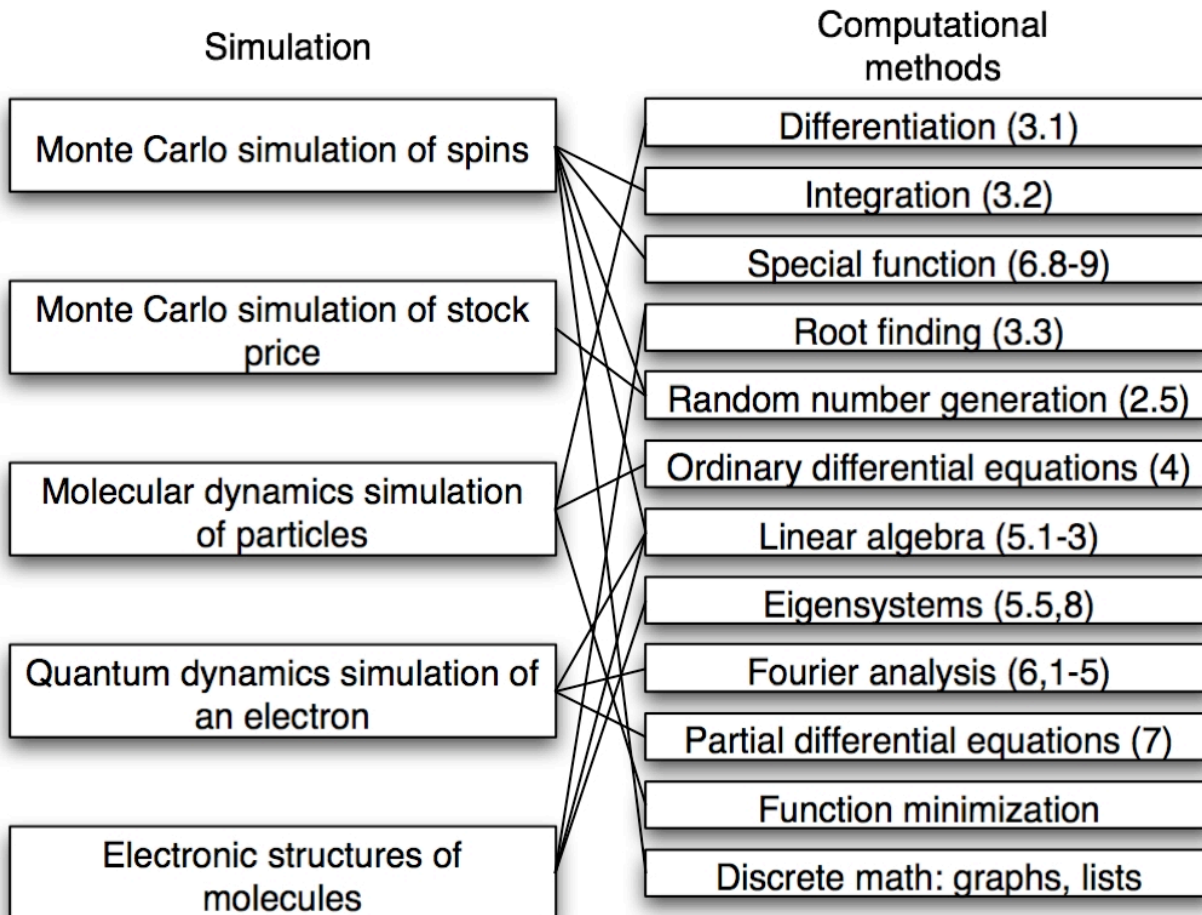 Simulation
Monte Carlo simulation of spins
Monte Carlo simulation of stock
price
Molecular dynamics simulation
of particles
Quantum dynamics simulation of
an electron
Electronic structures of
molecules
Computational
methods
Differentiation (3.1)
Integration (3.2)
Special function (6.8-9)
Root finding (3.3)
Random number generation (2.5)
Ordinary differential equations (4)
Linear algebra (5.1-3)
Eigensystems (5.5,8)
Fourier analysis (6,1-5)
Partial differential equations (7)
Function minimization
Discrete math: graphs, lists